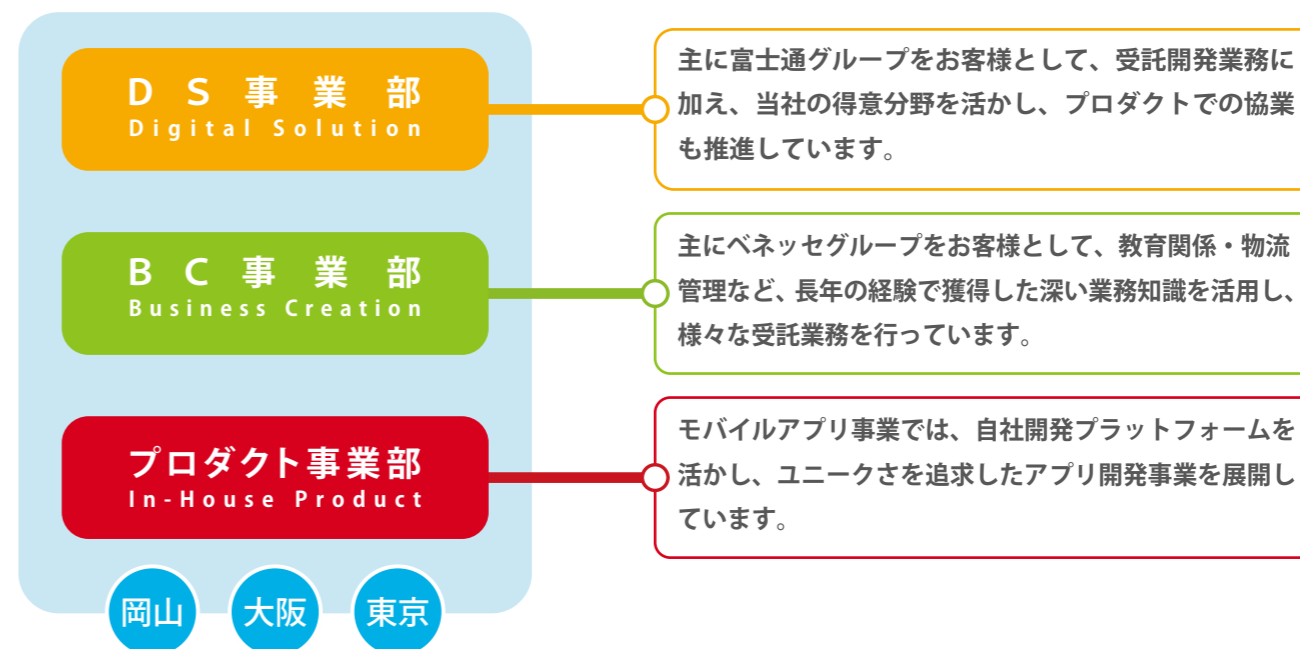 DS事業部
Digital Solution
主に富士通グループをお客様として、受託開発業務に
加え、当社の得意分野を活かし、プロダクトでの協業
も推進しています。
BC事業部
Business Creation
主にベネッセグループをお客様として、教育関係・物流
管理など、長年の経験で獲得した深い業務知識を活用し、
様々な受託業務を行っています。
プロダクト事業部
In-House Product
モバイルアプリ事業では、自社開発プラットフォームを
活かし、ユニークさを追求したアプリ開発事業を展開し
ています。
岡山 大阪 東京